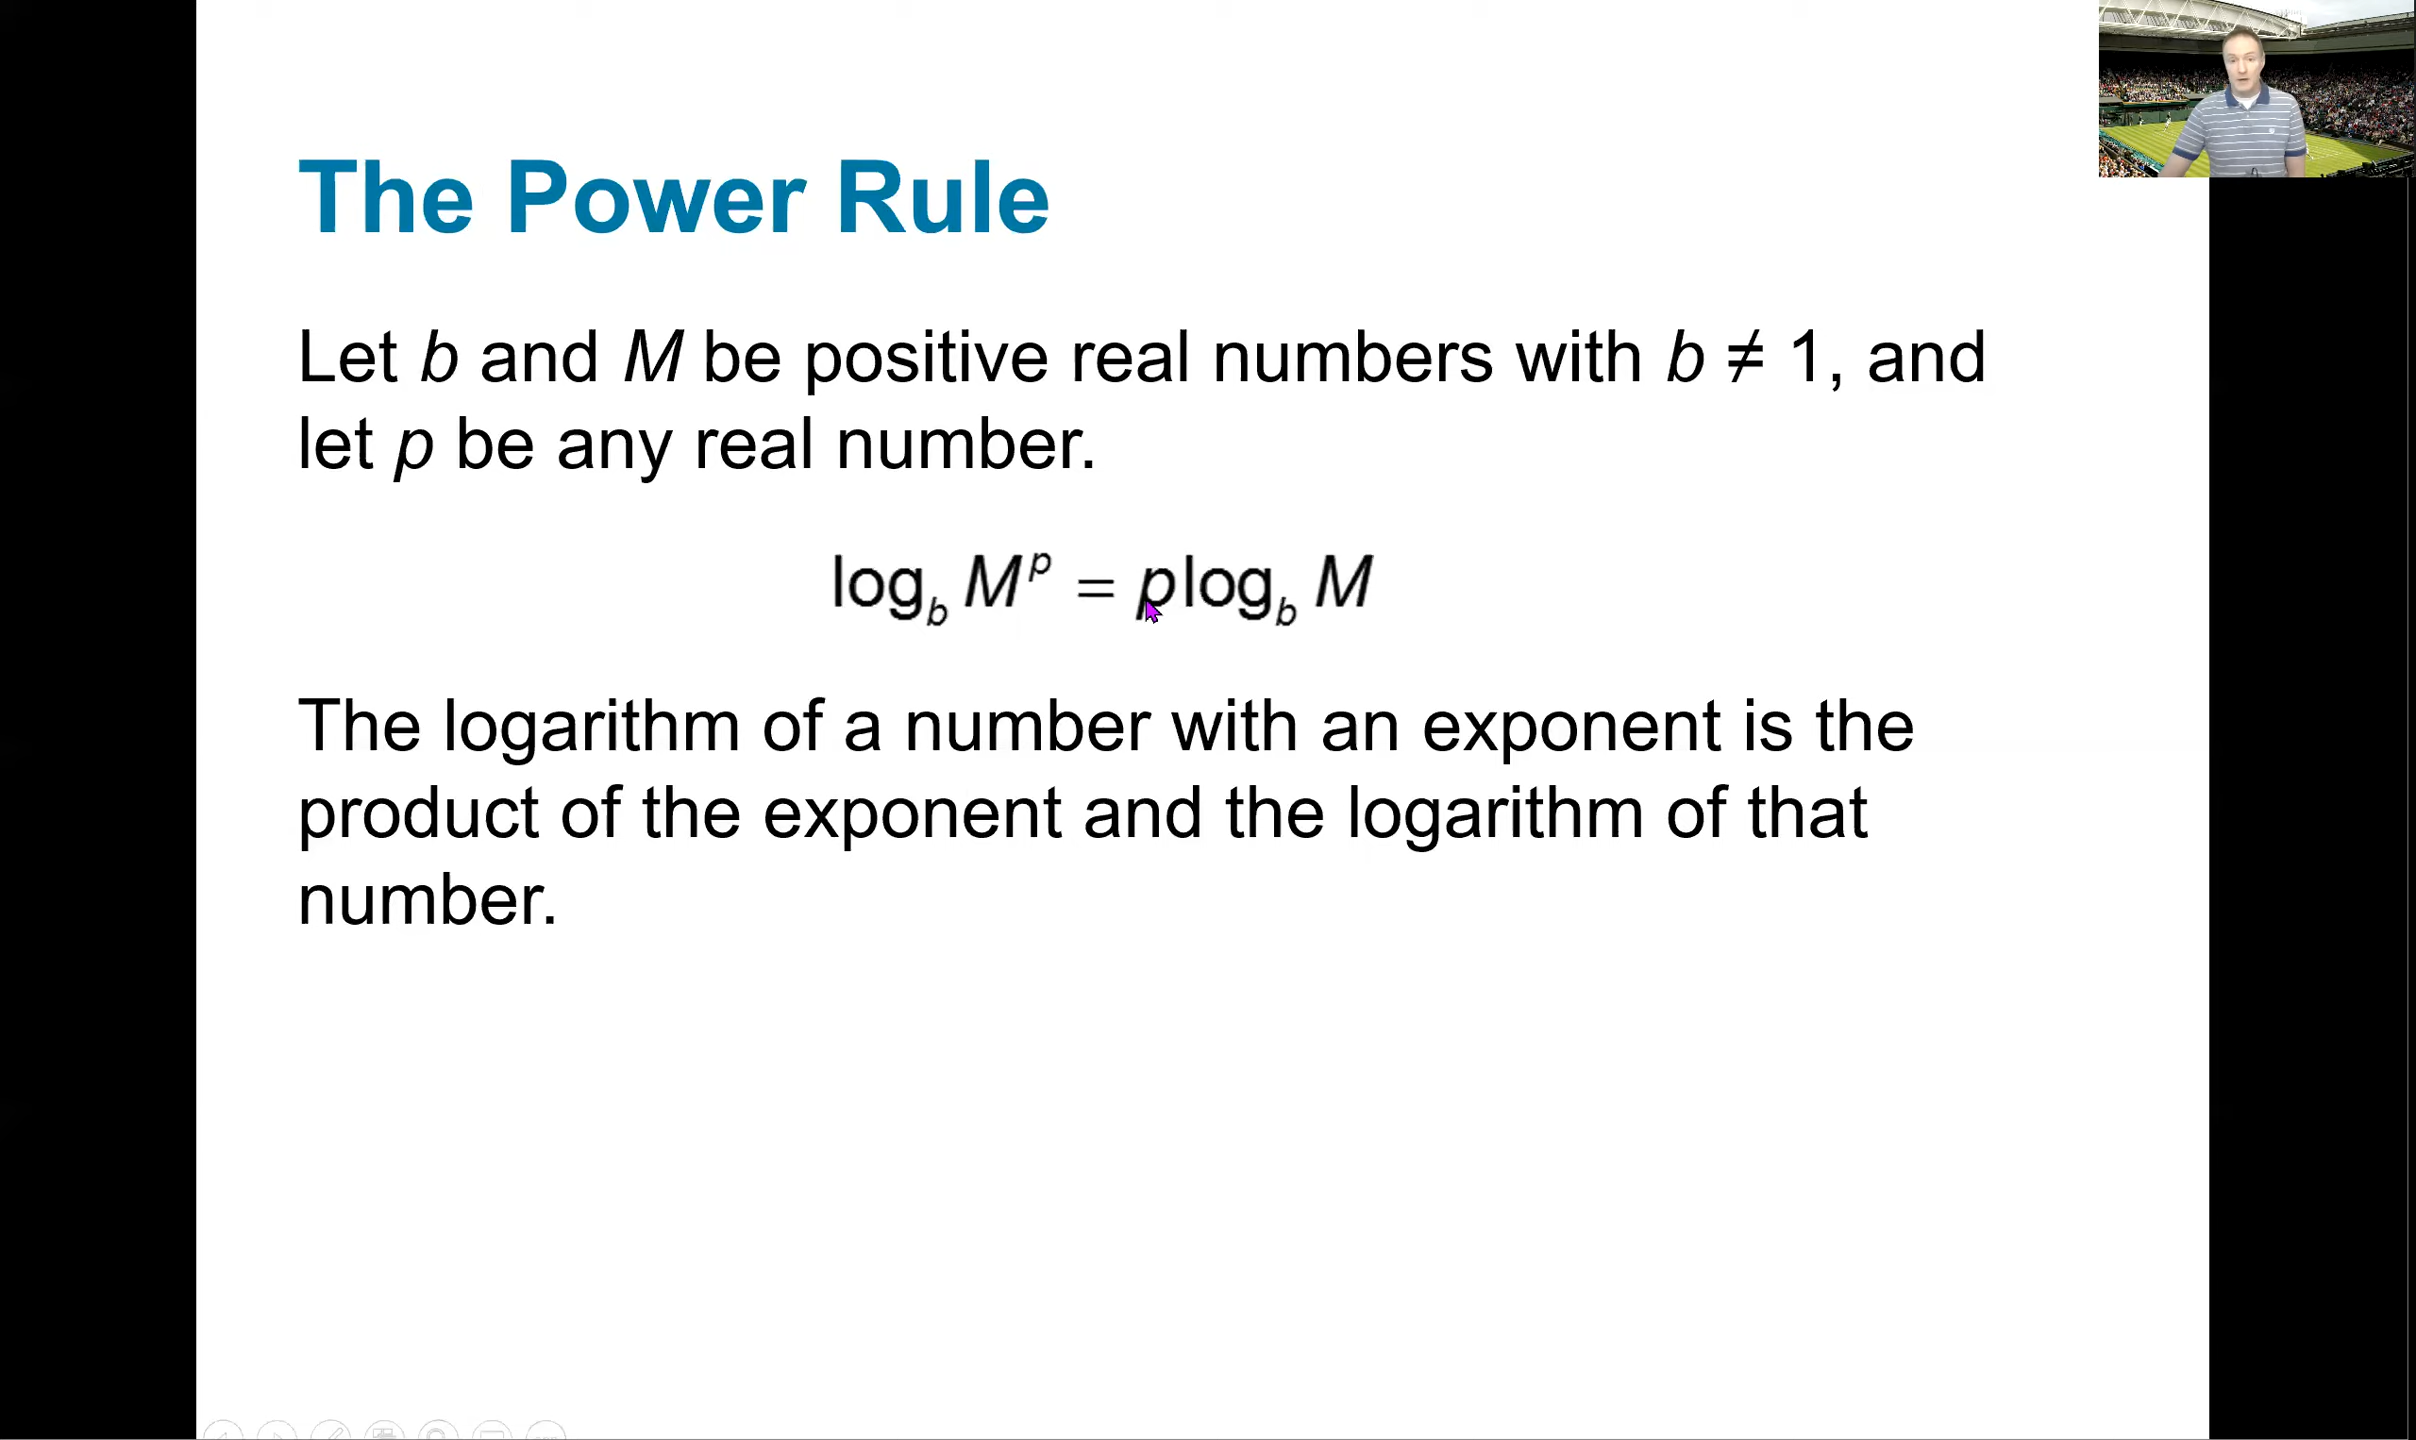 The Power Rule
Let b and M be positive real numbers with b ≠ 1, and
let p be any real number.
log_b M^p = p log_b M
The logarithm of a number with an exponent is the
product of the exponent and the logarithm of that
number.